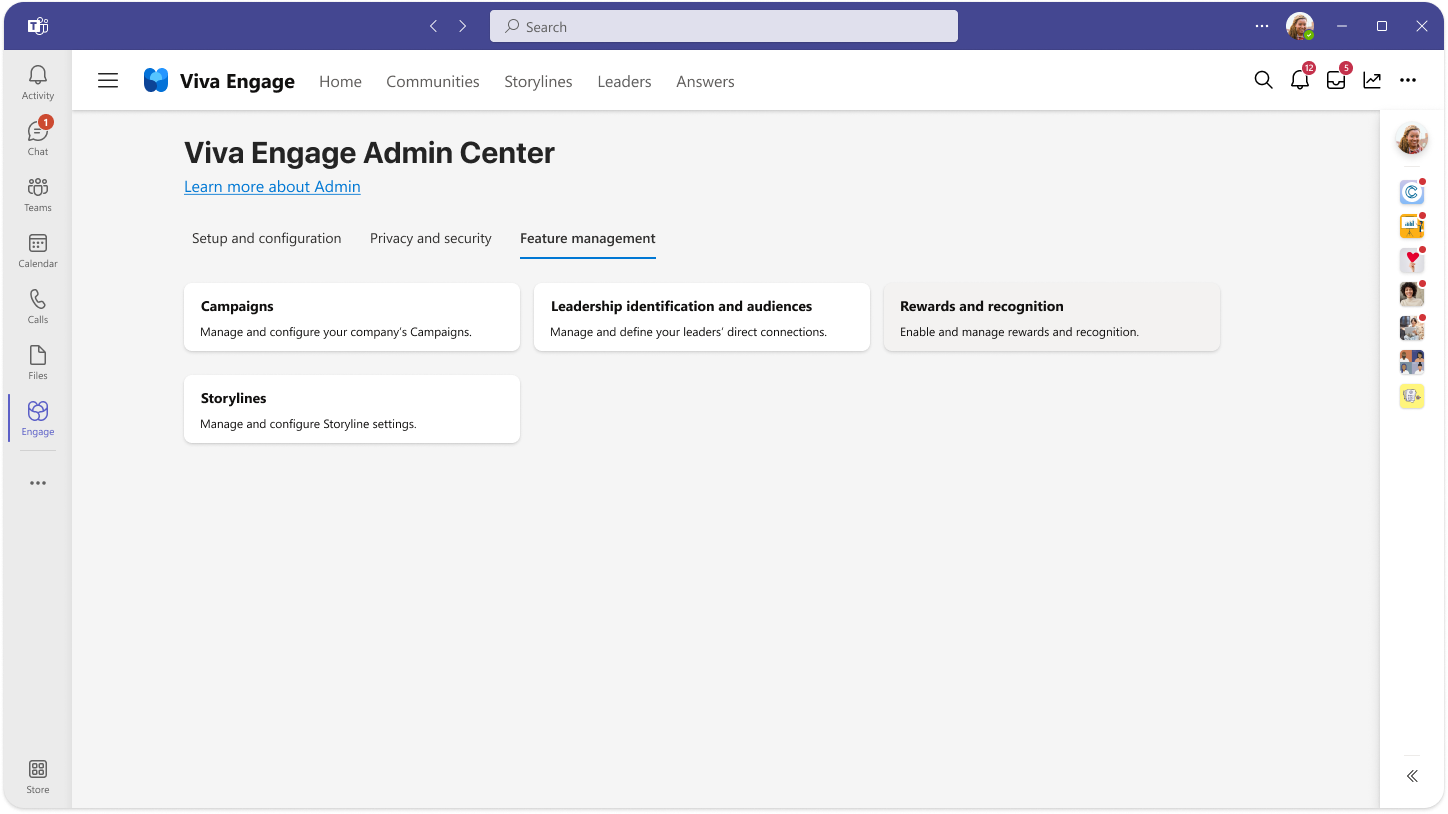 Search
Activity
1
Chat
Teams
Calendar
Calls
Files
Engage
Store
Viva Engage
Home
Communities
Storylines
Leaders
Answers
12
5
Viva Engage Admin Center
Learn more about Admin
Setup and configuration
Privacy and security
Feature management
Campaigns
Manage and configure your company's Campaigns.
Leadership identification and audiences
Manage and define your leaders' direct connections.
Rewards and recognition
Enable and manage rewards and recognition.
Storylines
Manage and configure Storyline settings.